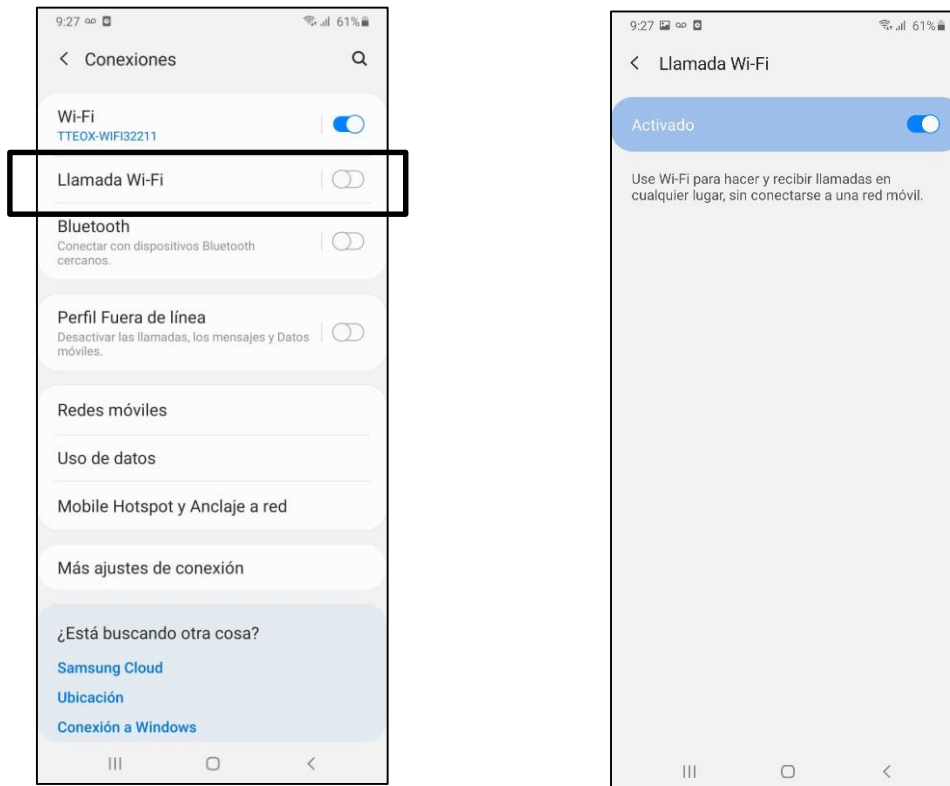 9:27 61%
Conexiones
Wi-Fi
TTEOX-WIFI32211
Llamada Wi-Fi
Bluetooth
Conectar con dispositivos Bluetooth
cercanos.
Perfil Fuera de línea
Desactivar las llamadas, los mensajes y Datos
móviles.
Redes móviles
Uso de datos
Mobile Hotspot y Anclaje a red
Más ajustes de conexión
¿Está buscando otra cosa?
Samsung Cloud
Ubicación
Conexión a Windows
9:27 61%
Llamada Wi-Fi
Activado
Use Wi-Fi para hacer y recibir llamadas en
cualquier lugar, sin conectarse a una red móvil.